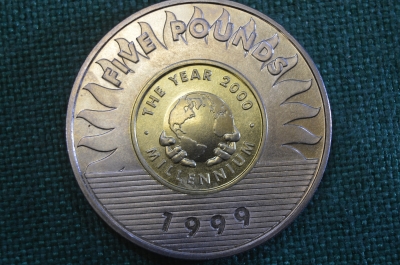 FIVE POUNDS
· THE YEAR 2000 ·
MILLENNIUM
1999